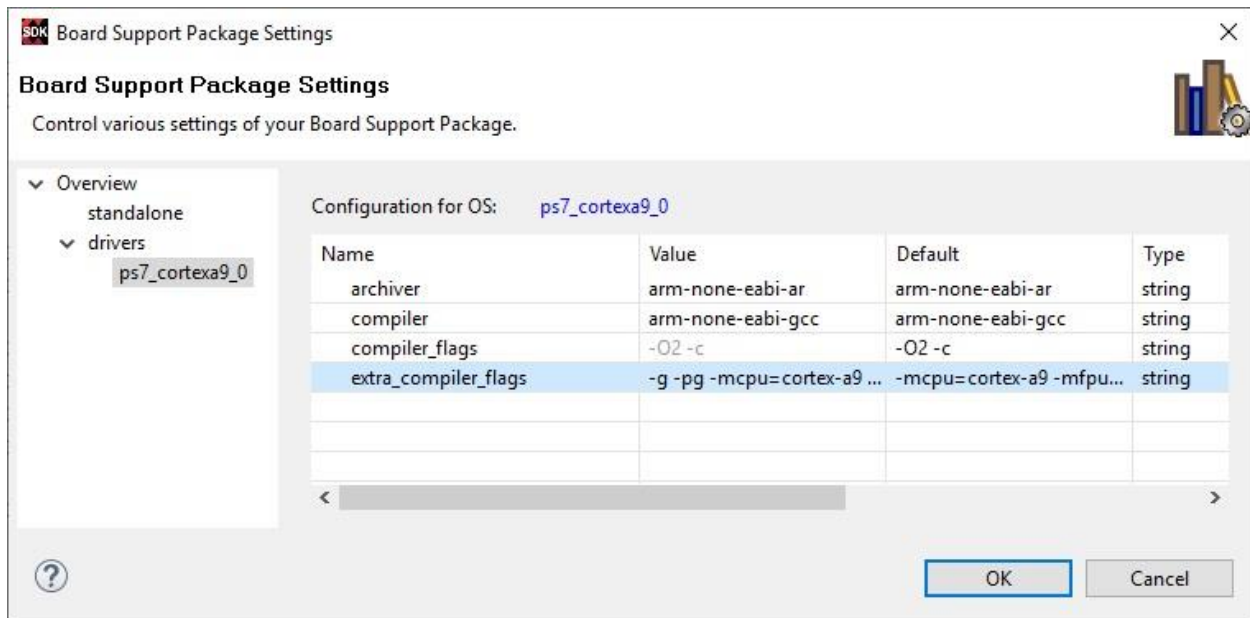 SDK Board Support Package Settings
Board Support Package Settings
Control various settings of your Board Support Package.
Overview
standalone
drivers
ps7_cortexa9_0
Configuration for OS: ps7_cortexa9_0
Name Value Default Type
archiver arm-none-eabi-ar arm-none-eabi-ar string
compiler arm-none-eabi-gcc arm-none-eabi-gcc string
compiler_flags -O2 -c -O2 -c string
extra_compiler_flags -g -pg -mcpu=cortex-a9 ... -mcpu=cortex-a9 -mfpu... string
?
OK Cancel